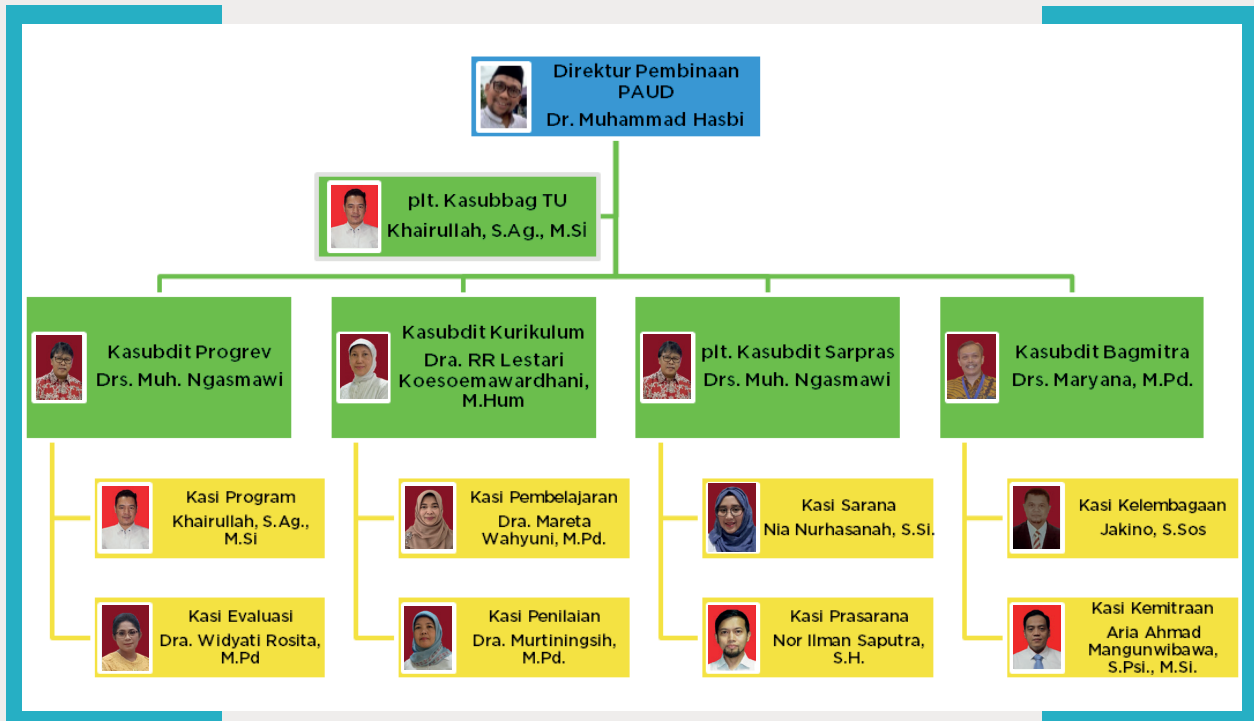 Direktur Pembinaan
PAUD
Dr. Muhammad Hasbi
plt. Kasubbag TU
Khairullah, S.Ag., M.Si
Kasubdit Progrev
Drs. Muh. Ngasmawi
Kasubdit Kurikulum
Dra. RR Lestari
Koesoemawardhani,
M.Hum
plt. Kasubdit Sarpras
Drs. Muh. Ngasmawi
Kasubdit Bagmitra
Drs. Maryana, M.Pd.
Kasi Program
Khairullah, S.Ag.,
M.Si
Kasi Pembelajaran
Dra. Mareta
Wahyuni, M.Pd.
Kasi Sarana
Nia Nurhasanah, S.Si.
Kasi Kelembagaan
Jakino, S.Sos
Kasi Evaluasi
Dra. Widyati Rosita,
M.Pd
Kasi Penilaian
Dra. Murtiningsih,
M.Pd.
Kasi Prasarana
Nor Ilman Saputra,
S.H.
Kasi Kemitraan
Aria Ahmad
Mangunwibawa,
S.Psi., M.Si.